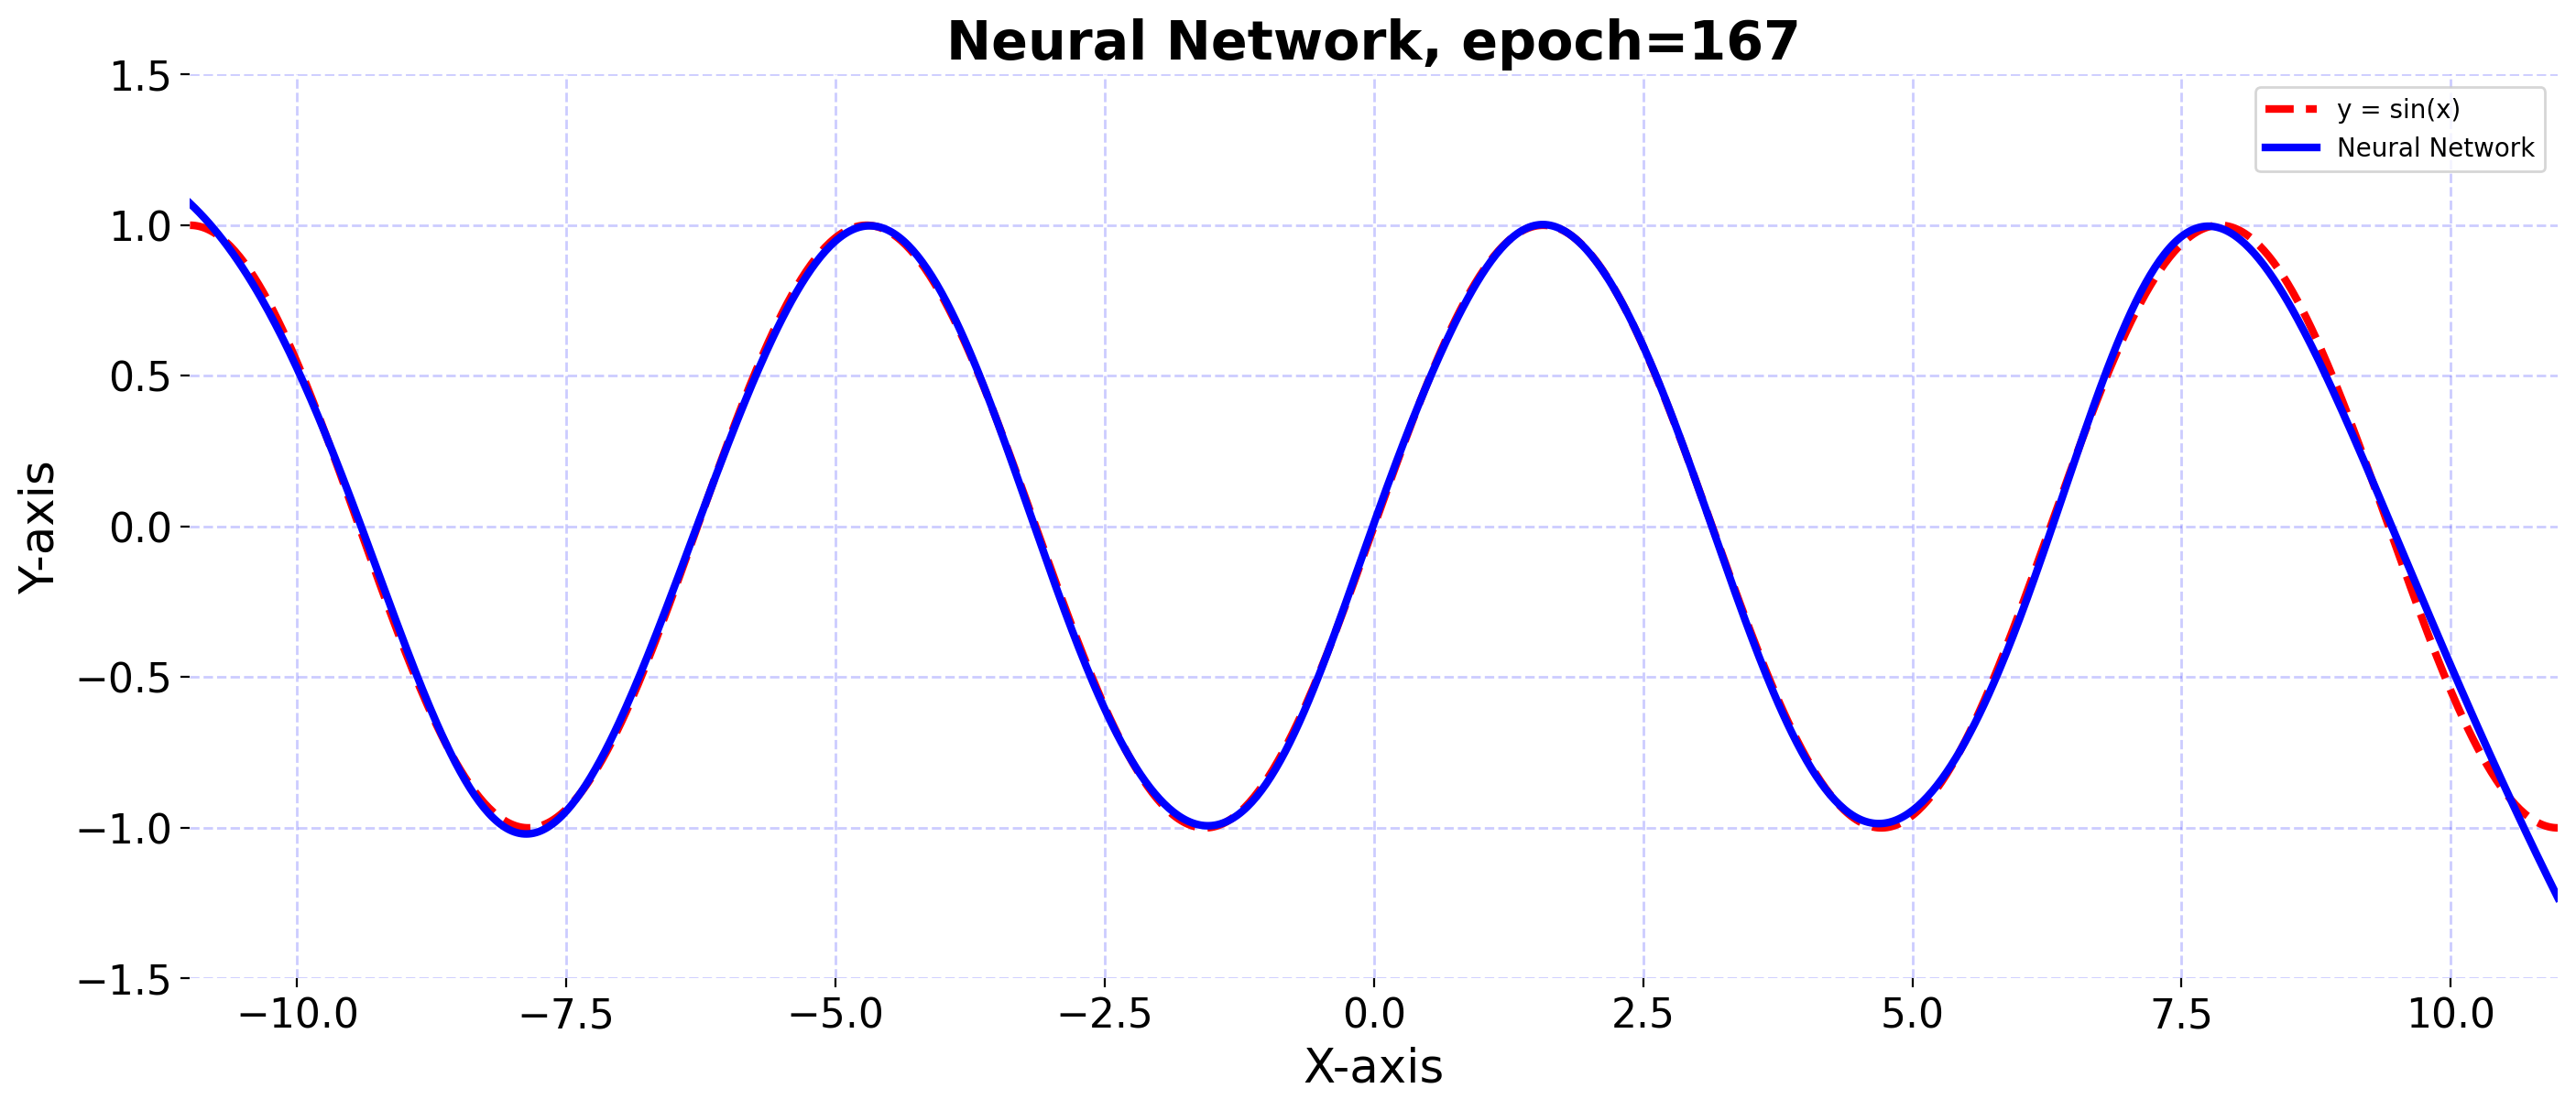 Neural Network, epoch=167
1.5
1.0
0.5
0.0
−0.5
−1.0
−1.5
Y-axis
y = sin(x)
Neural Network
−10.0 −7.5 −5.0 −2.5 0.0 2.5 5.0 7.5 10.0
X-axis